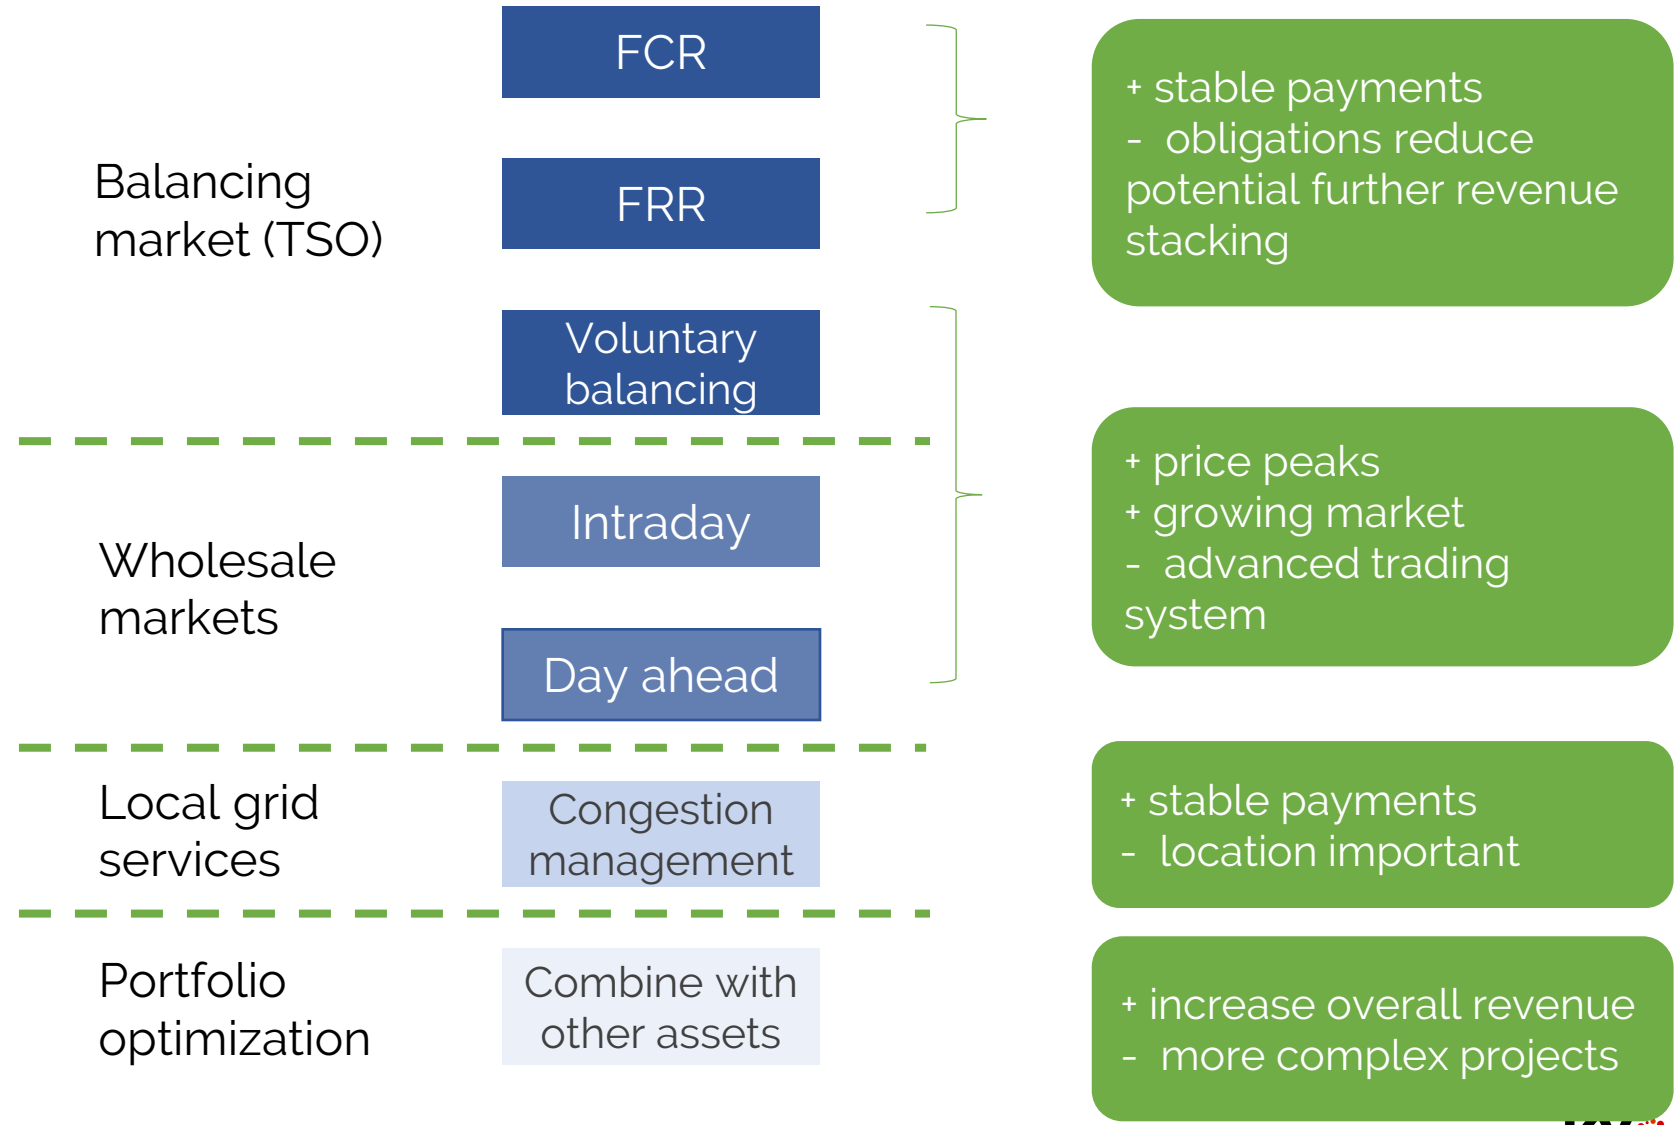 FCR
+ stable payments
- obligations reduce
potential further revenue
stacking
Balancing
market (TSO)
FRR
Voluntary
balancing
+ price peaks
+ growing market
- advanced trading
system
Intraday
Wholesale
markets
Day ahead
Local grid
services
Congestion
management
+ stable payments
- location important
Portfolio
optimization
Combine with
other assets
+ increase overall revenue
- more complex projects